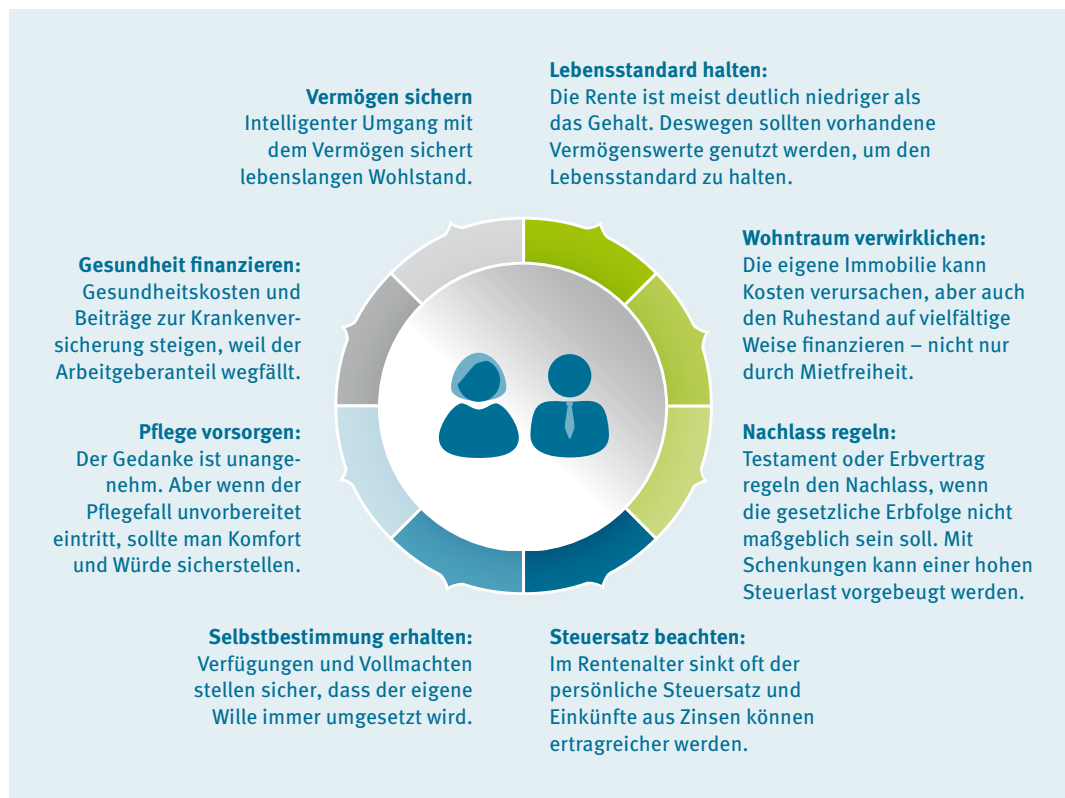 Lebensstandard halten:
Die Rente ist meist deutlich niedriger als
das Gehalt. Deswegen sollten vorhandene
Vermögenswerte genutzt werden, um den
Lebensstandard zu halten.
Wohntraum verwirklichen:
Die eigene Immobilie kann
Kosten verursachen, aber auch
den Ruhestand auf vielfältige
Weise finanzieren – nicht nur
durch Mietfreiheit.
Nachlass regeln:
Testament oder Erbvertrag
regeln den Nachlass, wenn
die gesetzliche Erbfolge nicht
maßgeblich sein soll. Mit
Schenkungen kann einer hohen
Steuerlast vorgebeugt werden.
Steuersatz beachten:
Im Rentenalter sinkt oft der
persönliche Steuersatz und
Einkünfte aus Zinsen können
ertragreicher werden.
Selbstbestimmung erhalten:
Verfügungen und Vollmachten
stellen sicher, dass der eigene
Wille immer umgesetzt wird.
Pflege vorsorgen:
Der Gedanke ist unange-
nehm. Aber wenn der
Pflegefall unvorbereitet
eintritt, sollte man Komfort
und Würde sicherstellen.
Gesundheit finanzieren:
Gesundheitskosten und
Beiträge zur Krankenver-
sicherung steigen, weil der
Arbeitgeberanteil wegfällt.
Vermögen sichern
Intelligenter Umgang mit
dem Vermögen sichert
lebenslangen Wohlstand.